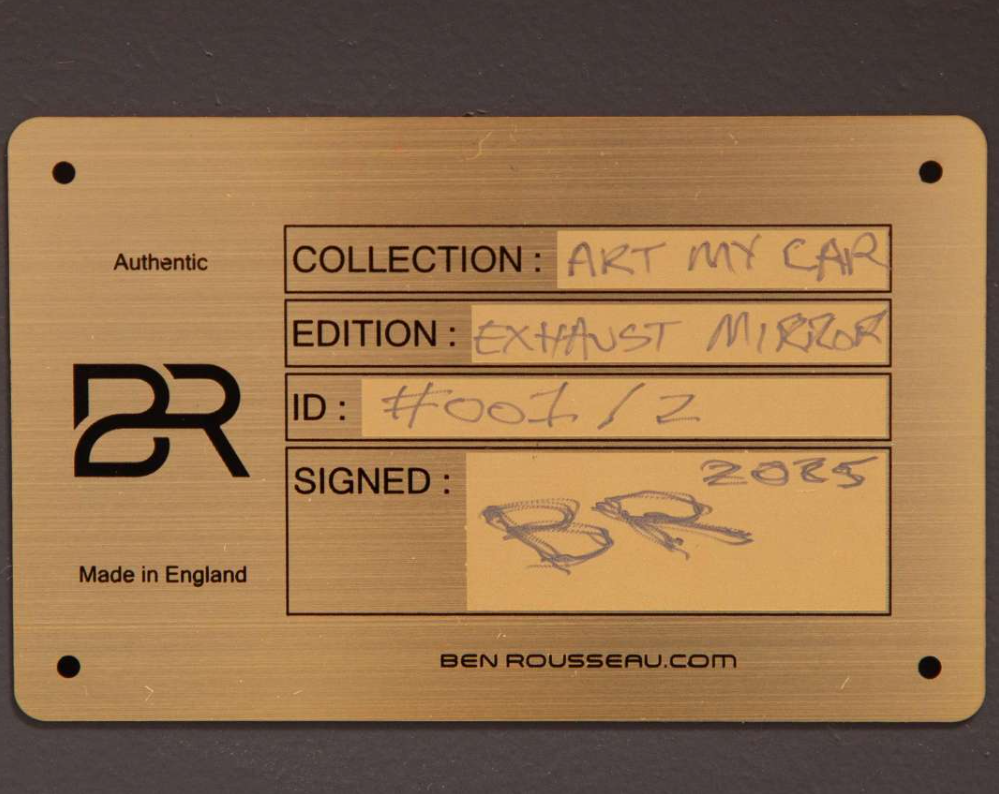 Authentic
BR
Made in England
COLLECTION : ART MY CAR
EDITION : EXHAUST MIRROR
ID : #001 / 2
SIGNED : 2025
BR
BEN ROUSSEAU.COM